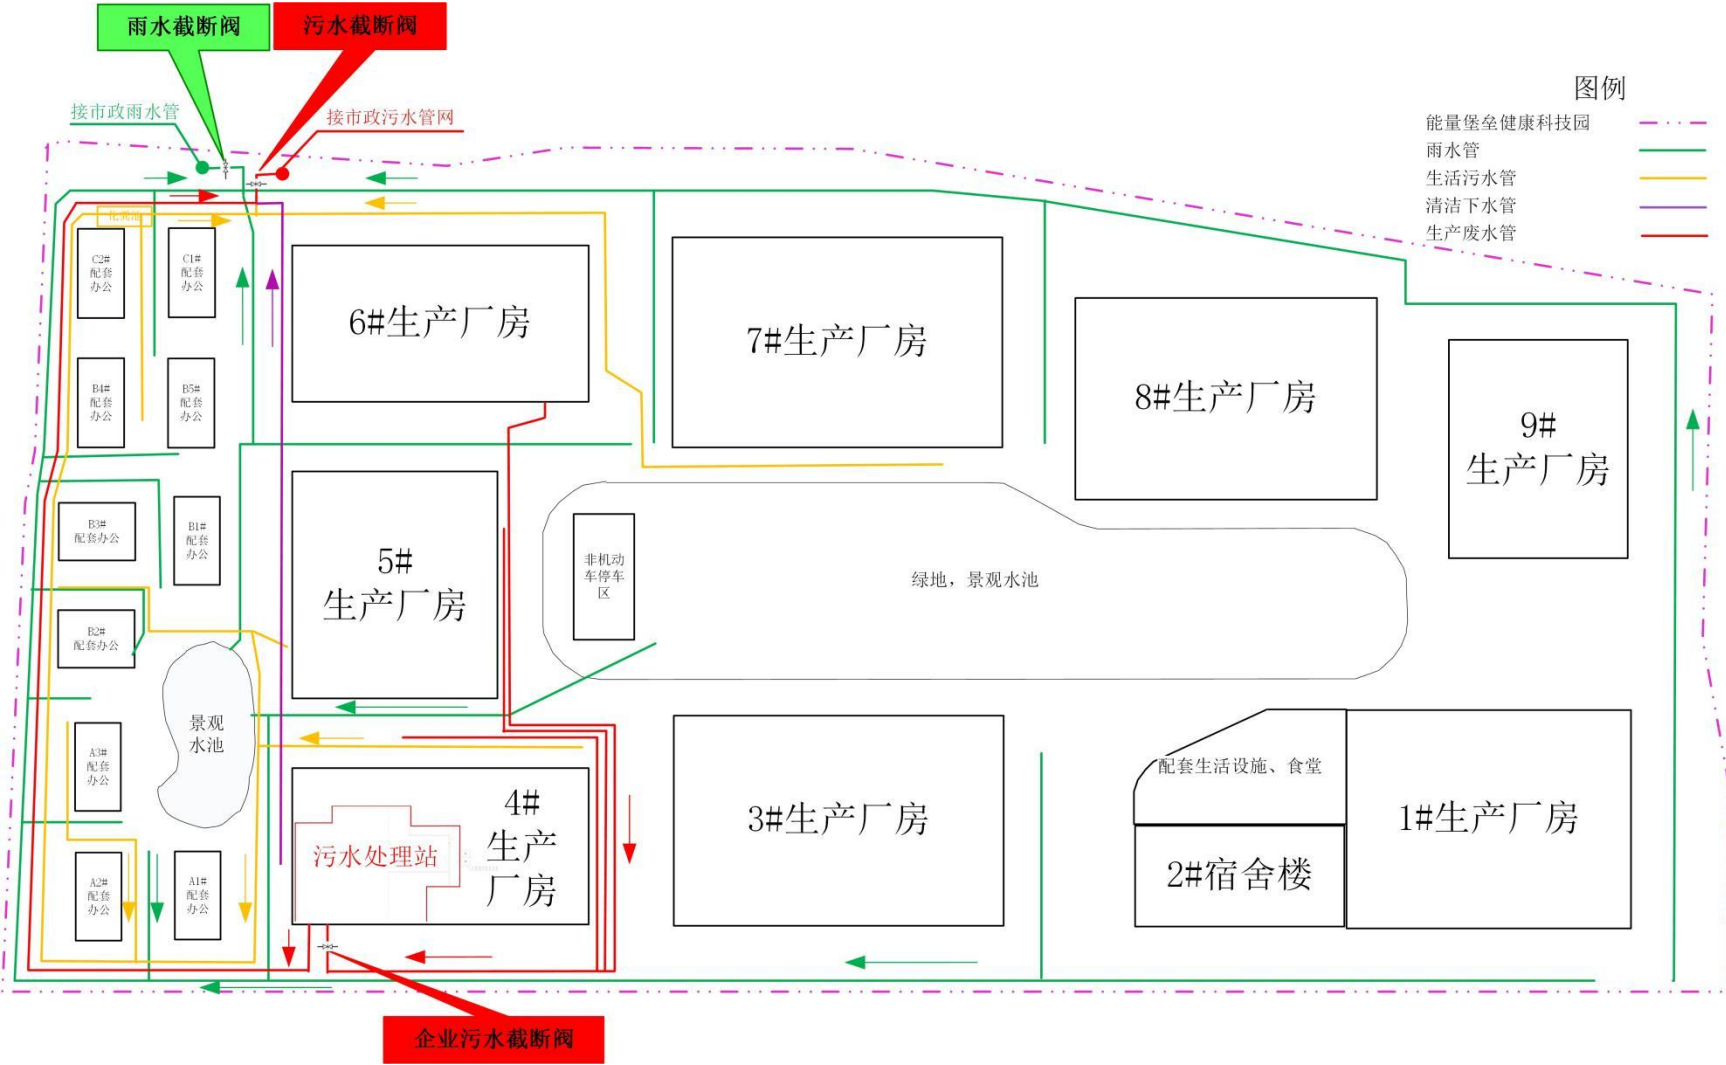 雨水截断阀
污水截断阀
接市政雨水管
接市政污水管网
图例
能量堡垒健康科技园
雨水管
生活污水管
清洁下水管
生产废水管
化粪池
C2#
配套
办公
C1#
配套
办公
6#生产厂房
7#生产厂房
8#生产厂房
9#
生产厂房
B4#
配套
办公
B5#
配套
办公
B3#
配套办公
B1#
配套
办公
5#
生产厂房
非机动
车停车
区
绿地，景观水池
B2#
配套办公
景观
水池
A3#
配套
办公
4#
生产
厂房
污水处理站
3#生产厂房
配套生活设施、食堂
1#生产厂房
2#宿舍楼
A2#
配套
办公
A1#
配套
办公
企业污水截断阀